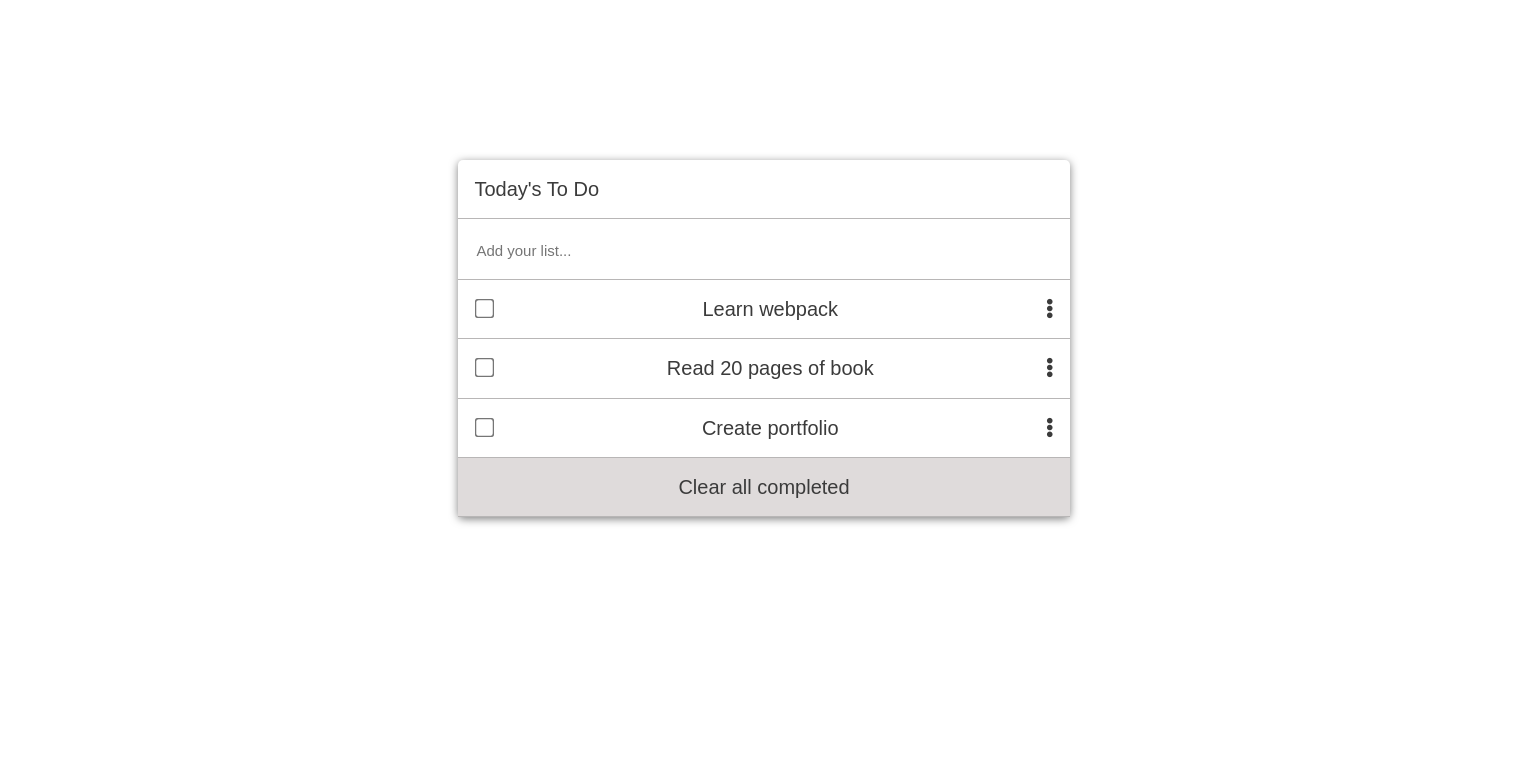 Today's To Do
Add your list...
Learn webpack
Read 20 pages of book
Create portfolio
Clear all completed